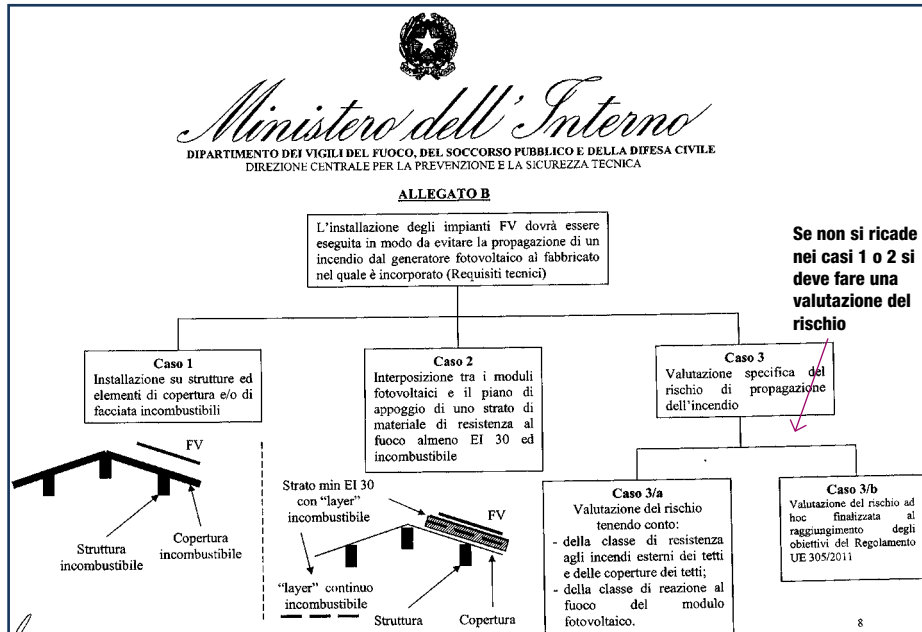 Ministero dell'Interno
DIPARTIMENTO DEI VIGILI DEL FUOCO, DEL SOCCORSO PUBBLICO E DELLA DIFESA CIVILE
DIREZIONE CENTRALE PER LA PREVENZIONE E LA SICUREZZA TECNICA
ALLEGATO B
L'installazione degli impianti FV dovrà essere
eseguita in modo da evitare la propagazione di un
incendio dal generatore fotovoltaico al fabbricato
nel quale è incorporato (Requisiti tecnici)
Se non si ricade
nei casi 1 o 2 si
deve fare una
valutazione del
rischio
Caso 1
Installazione su strutture ed
elementi di copertura e/o di
facciata incombustibili
Caso 2
Interposizione tra i moduli
fotovoltaici e il piano di
appoggio di uno strato di
materiale di resistenza al
fuoco almeno EI 30 ed
incombustibile
Caso 3
Valutazione specifica del
rischio di propagazione
dell'incendio
FV
Struttura
incombustibile
Copertura
incombustibile
Strato min EI 30
con "layer"
incombustibile
FV
"layer" continuo
incombustibile
Struttura
Copertura
Caso 3/a
Valutazione del rischio
tenendo conto:
- della classe di resistenza
agli incendi esterni dei tetti
e delle coperture dei tetti;
- della classe di reazione al
fuoco del modulo
fotovoltaico.
Caso 3/b
Valutazione del rischio ad
hoc finalizzata al
raggiungimento degli
obiettivi del Regolamento
UE 305/2011
8